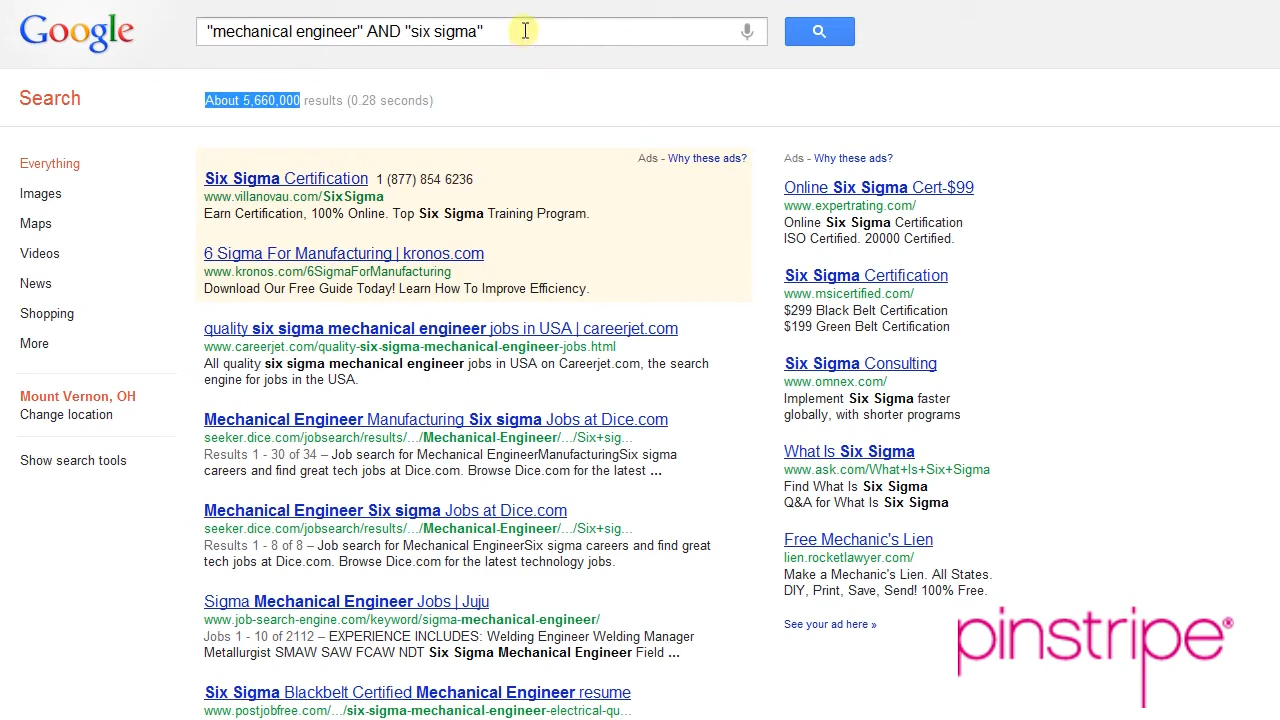 Google
"mechanical engineer" AND "six sigma"
Search
About 5,660,000 results (0.28 seconds)
Everything
Images
Maps
Videos
News
Shopping
More
Mount Vernon, OH
Change location
Show search tools
Ads - Why these ads?
Six Sigma Certification 1 (877) 854 6236
www.villanovau.com/SixSigma
Earn Certification, 100% Online. Top Six Sigma Training Program.
6 Sigma For Manufacturing | kronos.com
www.kronos.com/6SigmaForManufacturing
Download Our Free Guide Today! Learn How To Improve Efficiency.
quality six sigma mechanical engineer jobs in USA | careerjet.com
www.careerjet.com/quality-six-sigma-mechanical-engineer-jobs.html
All quality six sigma mechanical engineer jobs in USA on Careerjet.com, the search
engine for jobs in the USA.
Mechanical Engineer Manufacturing Six sigma Jobs at Dice.com
seeker.dice.com/jobsearch/results/.../Mechanical-Engineer/.../Six+sig...
Results 1 - 30 of 34 – Job search for Mechanical EngineerManufacturingSix sigma
careers and find great tech jobs at Dice.com. Browse Dice.com for the latest ...
Mechanical Engineer Six sigma Jobs at Dice.com
seeker.dice.com/jobsearch/results/.../Mechanical-Engineer/.../Six+sig...
Results 1 - 8 of 8 – Job search for Mechanical EngineerSix sigma careers and find great
tech jobs at Dice.com. Browse Dice.com for the latest technology jobs.
Sigma Mechanical Engineer Jobs | Juju
www.job-search-engine.com/keyword/sigma-mechanical-engineer/
Jobs 1 - 10 of 2112 – EXPERIENCE INCLUDES: Welding Engineer Welding Manager
Metallurgist SMAW SAW FCAW NDT Six Sigma Mechanical Engineer Field ...
Six Sigma Blackbelt Certified Mechanical Engineer resume
www.postjobfree.com/.../six-sigma-mechanical-engineer-electrical-qu...
Ads - Why these ads?
Online Six Sigma Cert-$99
www.expertrating.com/
Online Six Sigma Certification
ISO Certified. 20000 Certified.
Six Sigma Certification
www.msicertified.com/
$299 Black Belt Certification
$199 Green Belt Certification
Six Sigma Consulting
www.omnex.com/
Implement Six Sigma faster
globally, with shorter programs
What Is Six Sigma
www.ask.com/What+Is+Six+Sigma
Find What Is Six Sigma
Q&A for What Is Six Sigma
Free Mechanic's Lien
lien.rocketlawyer.com/
Make a Mechanic's Lien. All States.
DIY, Print, Save, Send! 100% Free.
See your ad here »
pinstripe®